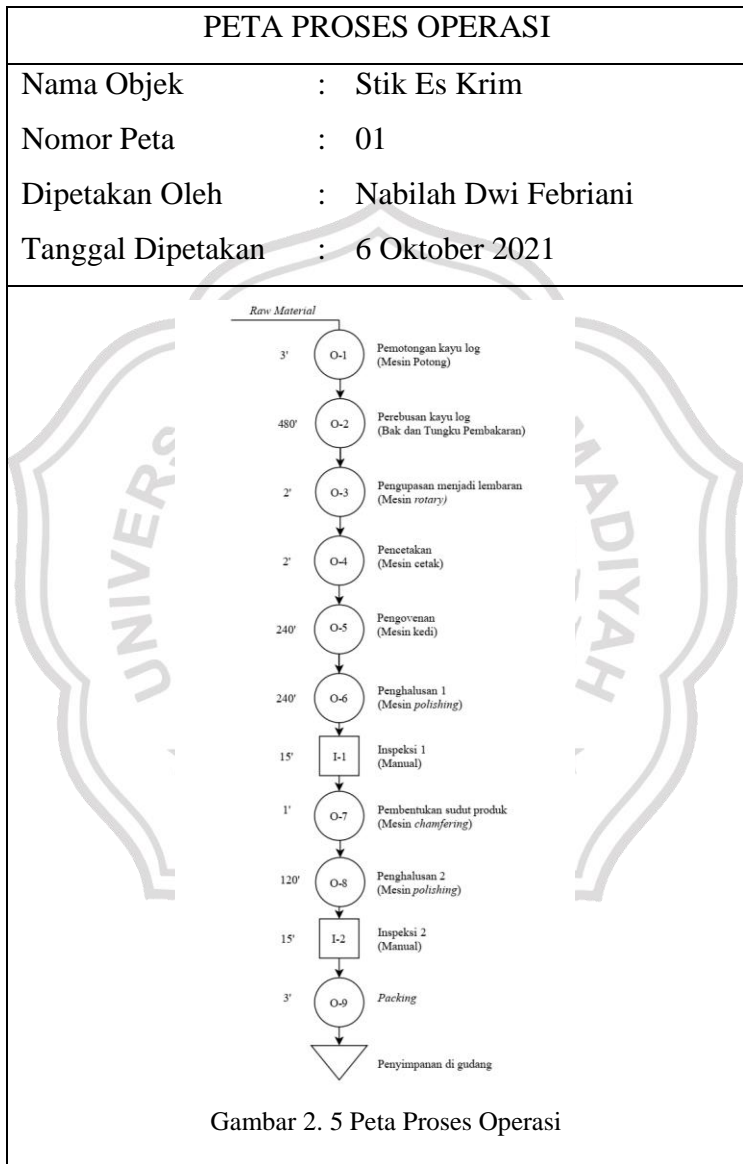 PETA PROSES OPERASI
Nama Objek : Stik Es Krim
Nomor Peta : 01
Dipetakan Oleh : Nabilah Dwi Febriani
Tanggal Dipetakan : 6 Oktober 2021
Raw Material
3' O-1 Pemotongan kayu log
(Mesin Potong)
480' O-2 Perebusan kayu log
(Bak dan Tungku Pembakaran)
2' O-3 Pengupasan menjadi lembaran
(Mesin rotary)
2' O-4 Pencetakan
(Mesin cetak)
240' O-5 Pengovenan
(Mesin kedi)
240' O-6 Penghalusan 1
(Mesin polishing)
15' I-1 Inspeksi 1
(Manual)
1' O-7 Pembentukan sudut produk
(Mesin chamfering)
120' O-8 Penghalusan 2
(Mesin polishing)
15' I-2 Inspeksi 2
(Manual)
3' O-9 Packing
Penyimpanan di gudang
Gambar 2. 5 Peta Proses Operasi